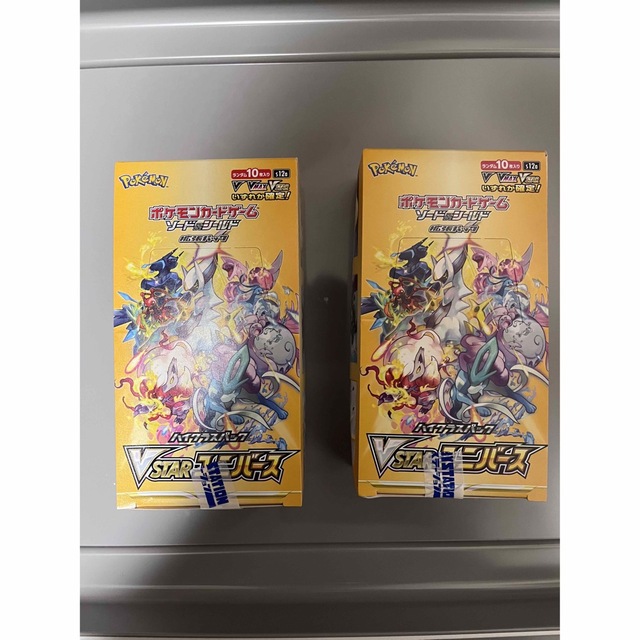 POKÉMON
ランダム10枚入り s12a
V VMAX VSTAR
いずれか確定!
ポケモンカードゲーム
ソード&シールド
拡張パック
ハイクラスパック
VSTARユニバース
POKÉMON
ランダム10枚入り s12a
V VMAX VSTAR
いずれか確定!
ポケモンカードゲーム
ソード&シールド
拡張パック
ハイクラスパック
VSTARユニバース